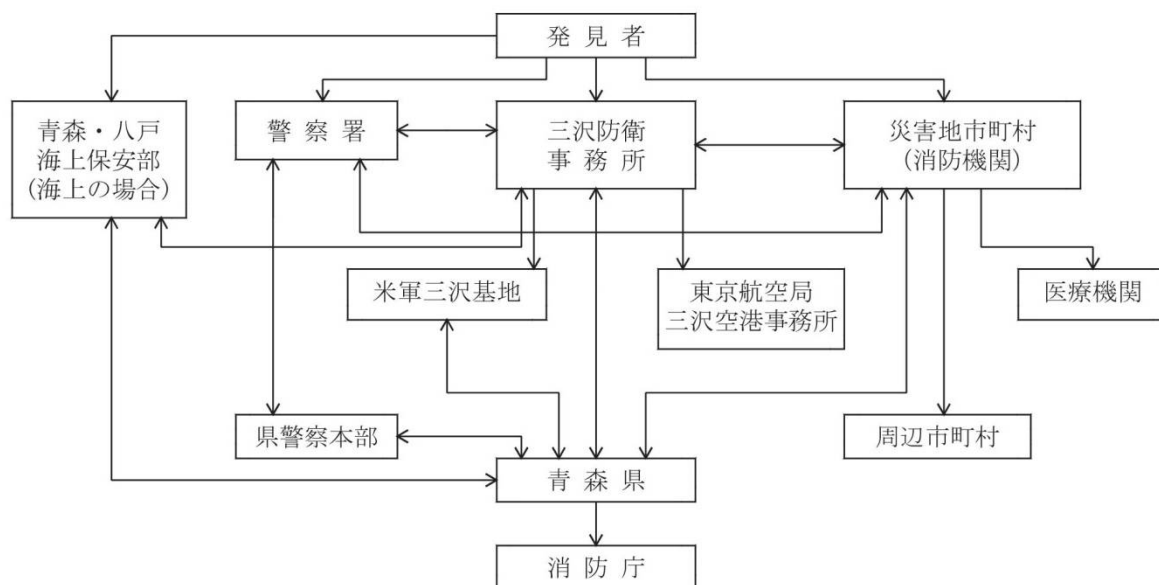 発見者
青森・八戸
海上保安部
(海上の場合)
警察署
三沢防衛
事務所
災害地市町村
(消防機関)
米軍三沢基地
東京航空局
三沢空港事務所
医療機関
県警察本部
周辺市町村
青森県
消防庁